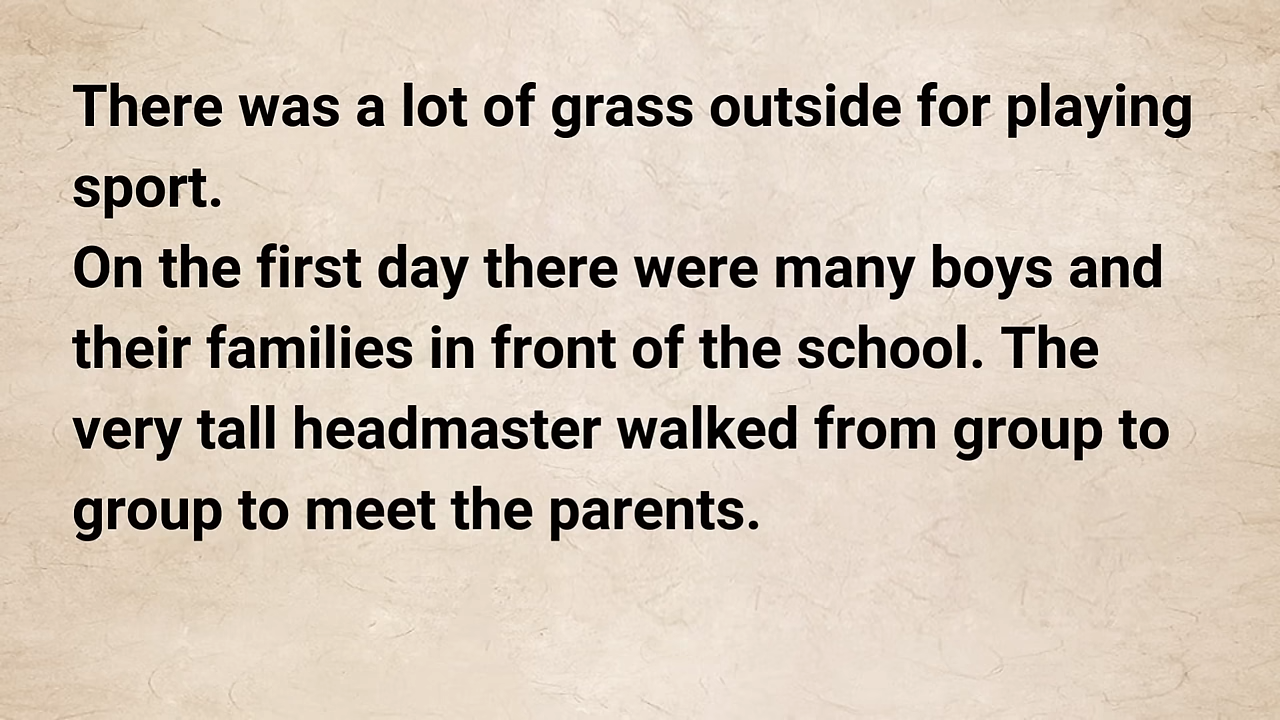 There was a lot of grass outside for playing
sport.
On the first day there were many boys and
their families in front of the school. The
very tall headmaster walked from group to
group to meet the parents.